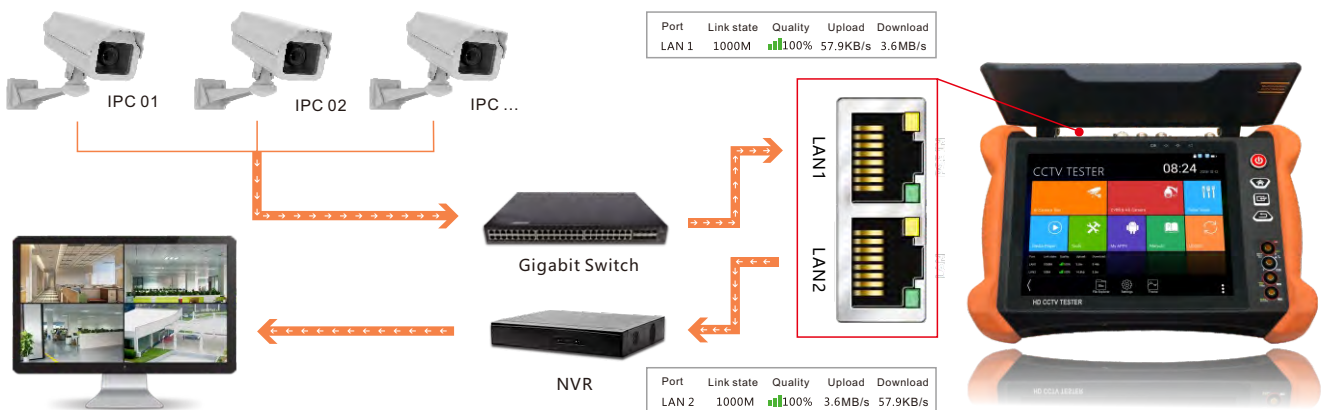 Port Link state Quality Upload Download
LAN 1 1000M 100% 57.9KB/s 3.6MB/s
IPC 01
IPC 02
IPC ...
LAN1
LAN2
CCTV TESTER
08:24
Gigabit Switch
NVR
HD CCTV TESTER
Port Link state Quality Upload Download
LAN 2 1000M 100% 3.6MB/s 57.9KB/s